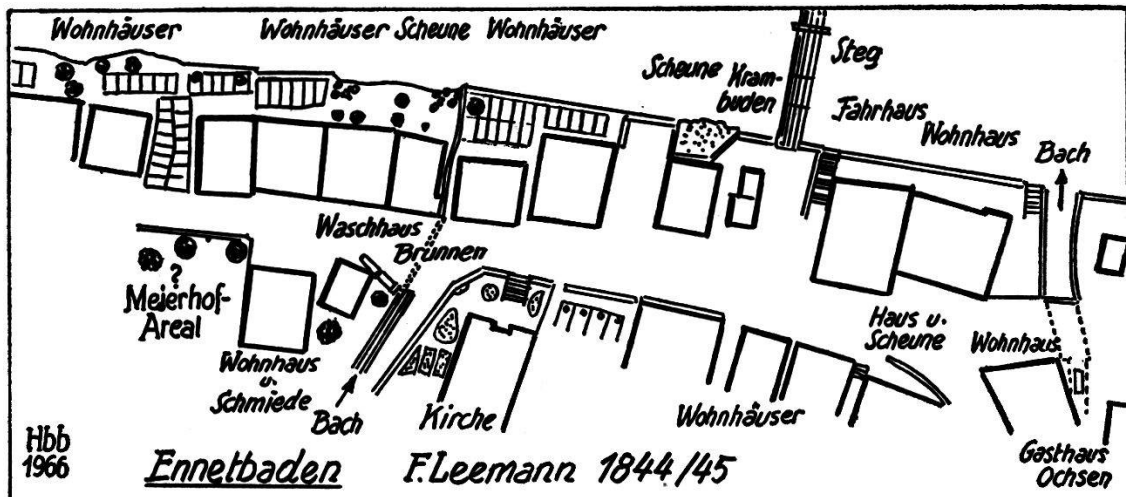 Wohnhäuser
Wohnhäuser Scheune Wohnhäuser
Scheune
Kram-
buden
Steg
Fahrhaus
Wohnhaus
Bach
Waschhaus
Brunnen
?
Meierhof-
Areal
Wohnhaus
u.
Schmiede
Bach
Kirche
Wohnhäuser
Haus u.
Scheune
Wohnhaus
Gasthaus
Ochsen
Hbb
1966
Ennetbaden F. Leemann 1844/45